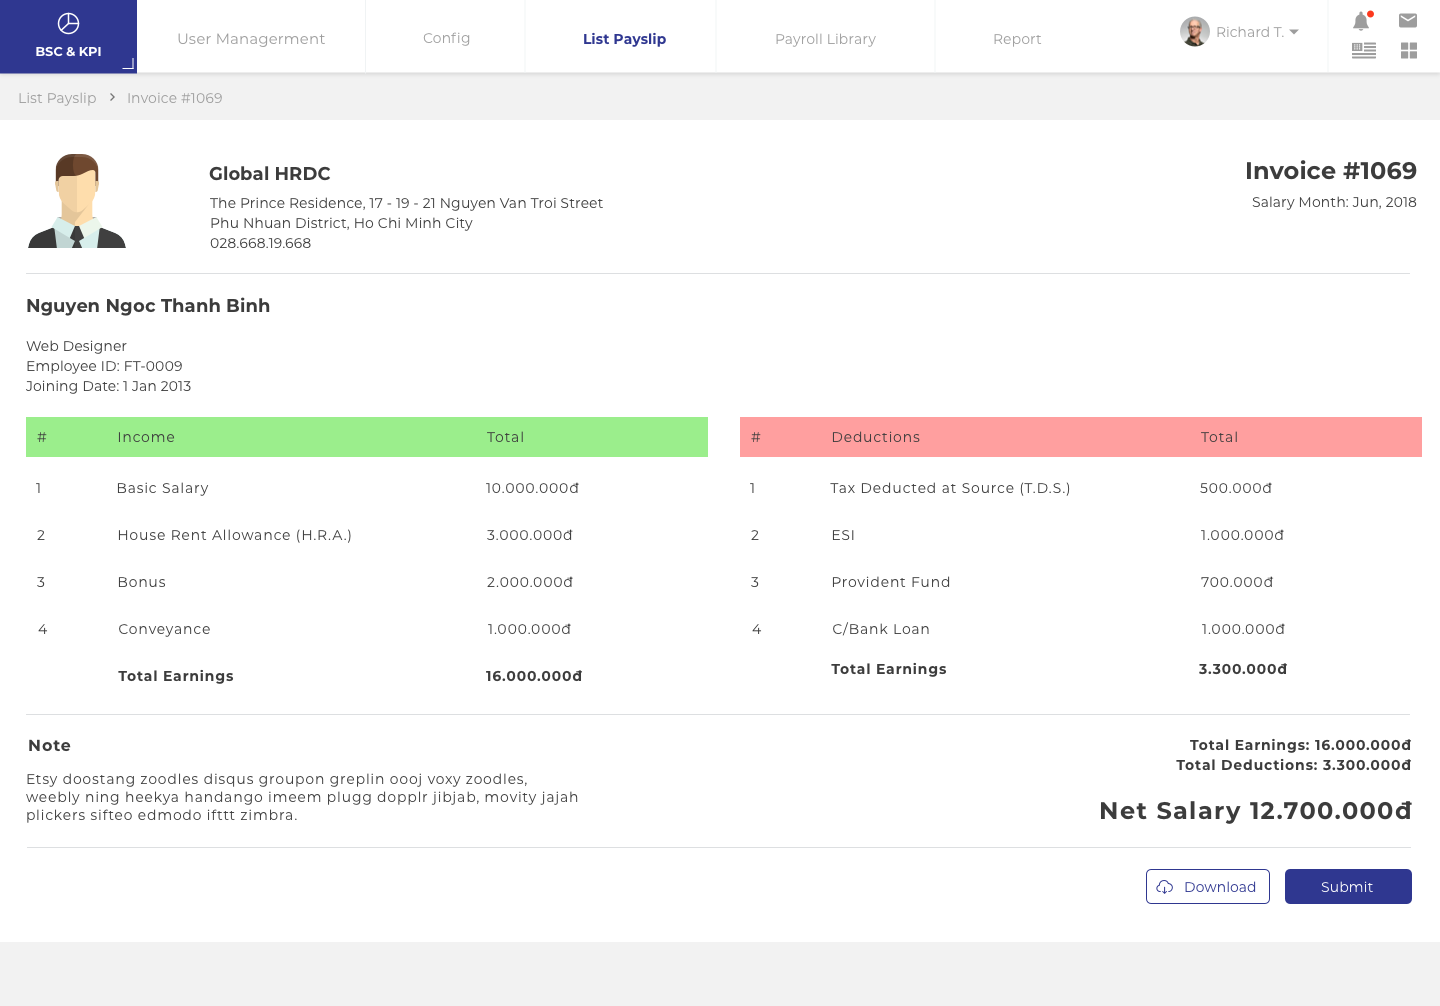 BSC & KPI
User Managerment
Config
List Payslip
Payroll Library
Report
Richard T.
List Payslip > Invoice #1069
Global HRDC
The Prince Residence, 17 - 19 - 21 Nguyen Van Troi Street
Phu Nhuan District, Ho Chi Minh City
028.668.19.668
Invoice #1069
Salary Month: Jun, 2018
Nguyen Ngoc Thanh Binh
Web Designer
Employee ID: FT-0009
Joining Date: 1 Jan 2013
# Income Total
1 Basic Salary 10.000.000đ
2 House Rent Allowance (H.R.A.) 3.000.000đ
3 Bonus 2.000.000đ
4 Conveyance 1.000.000đ
Total Earnings 16.000.000đ
# Deductions Total
1 Tax Deducted at Source (T.D.S.) 500.000đ
2 ESI 1.000.000đ
3 Provident Fund 700.000đ
4 C/Bank Loan 1.000.000đ
Total Earnings 3.300.000đ
Note
Etsy doostang zoodles disqus groupon greplin oooj voxy zoodles,
weebly ning heekya handango imeem plugg dopplr jibjab, movity jajah
plickers sifteo edmodo ifttt zimbra.
Total Earnings: 16.000.000đ
Total Deductions: 3.300.000đ
Net Salary 12.700.000đ
Download
Submit